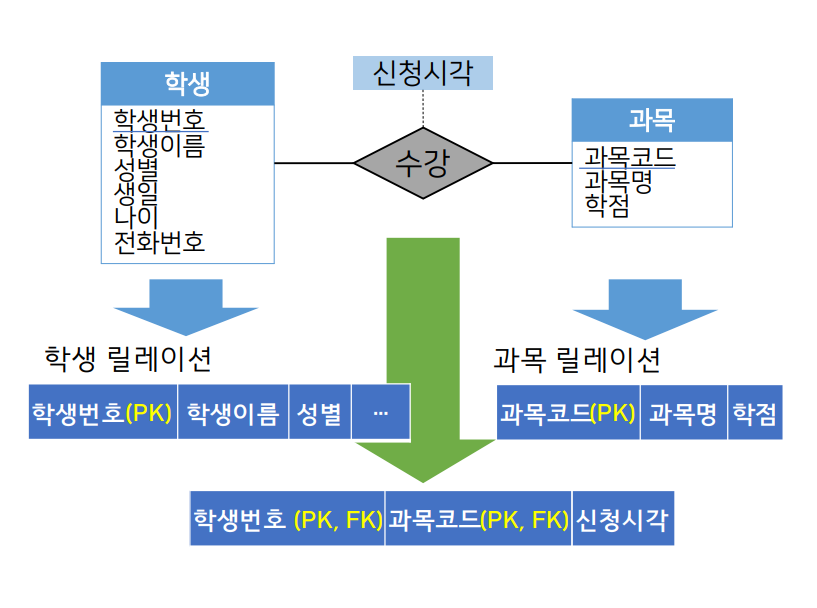 학생
학생번호
학생이름
성별
생일
나이
전화번호
신청시각
수강
과목
과목코드
과목명
학점
학생 릴레이션
학생번호(PK) 학생이름 성별 ...
과목 릴레이션
과목코드(PK) 과목명 학점
학생번호 (PK, FK) 과목코드(PK, FK) 신청시각